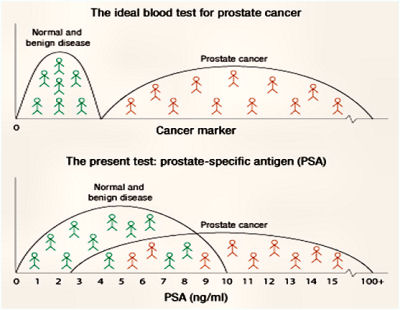 The ideal blood test for prostate cancer
Normal and
benign disease
Prostate cancer
0
Cancer marker
The present test: prostate-specific antigen (PSA)
Normal and
benign disease
Prostate cancer
0 1 2 3 4 5 6 7 8 9 10 11 12 13 14 15 100+
PSA (ng/ml)